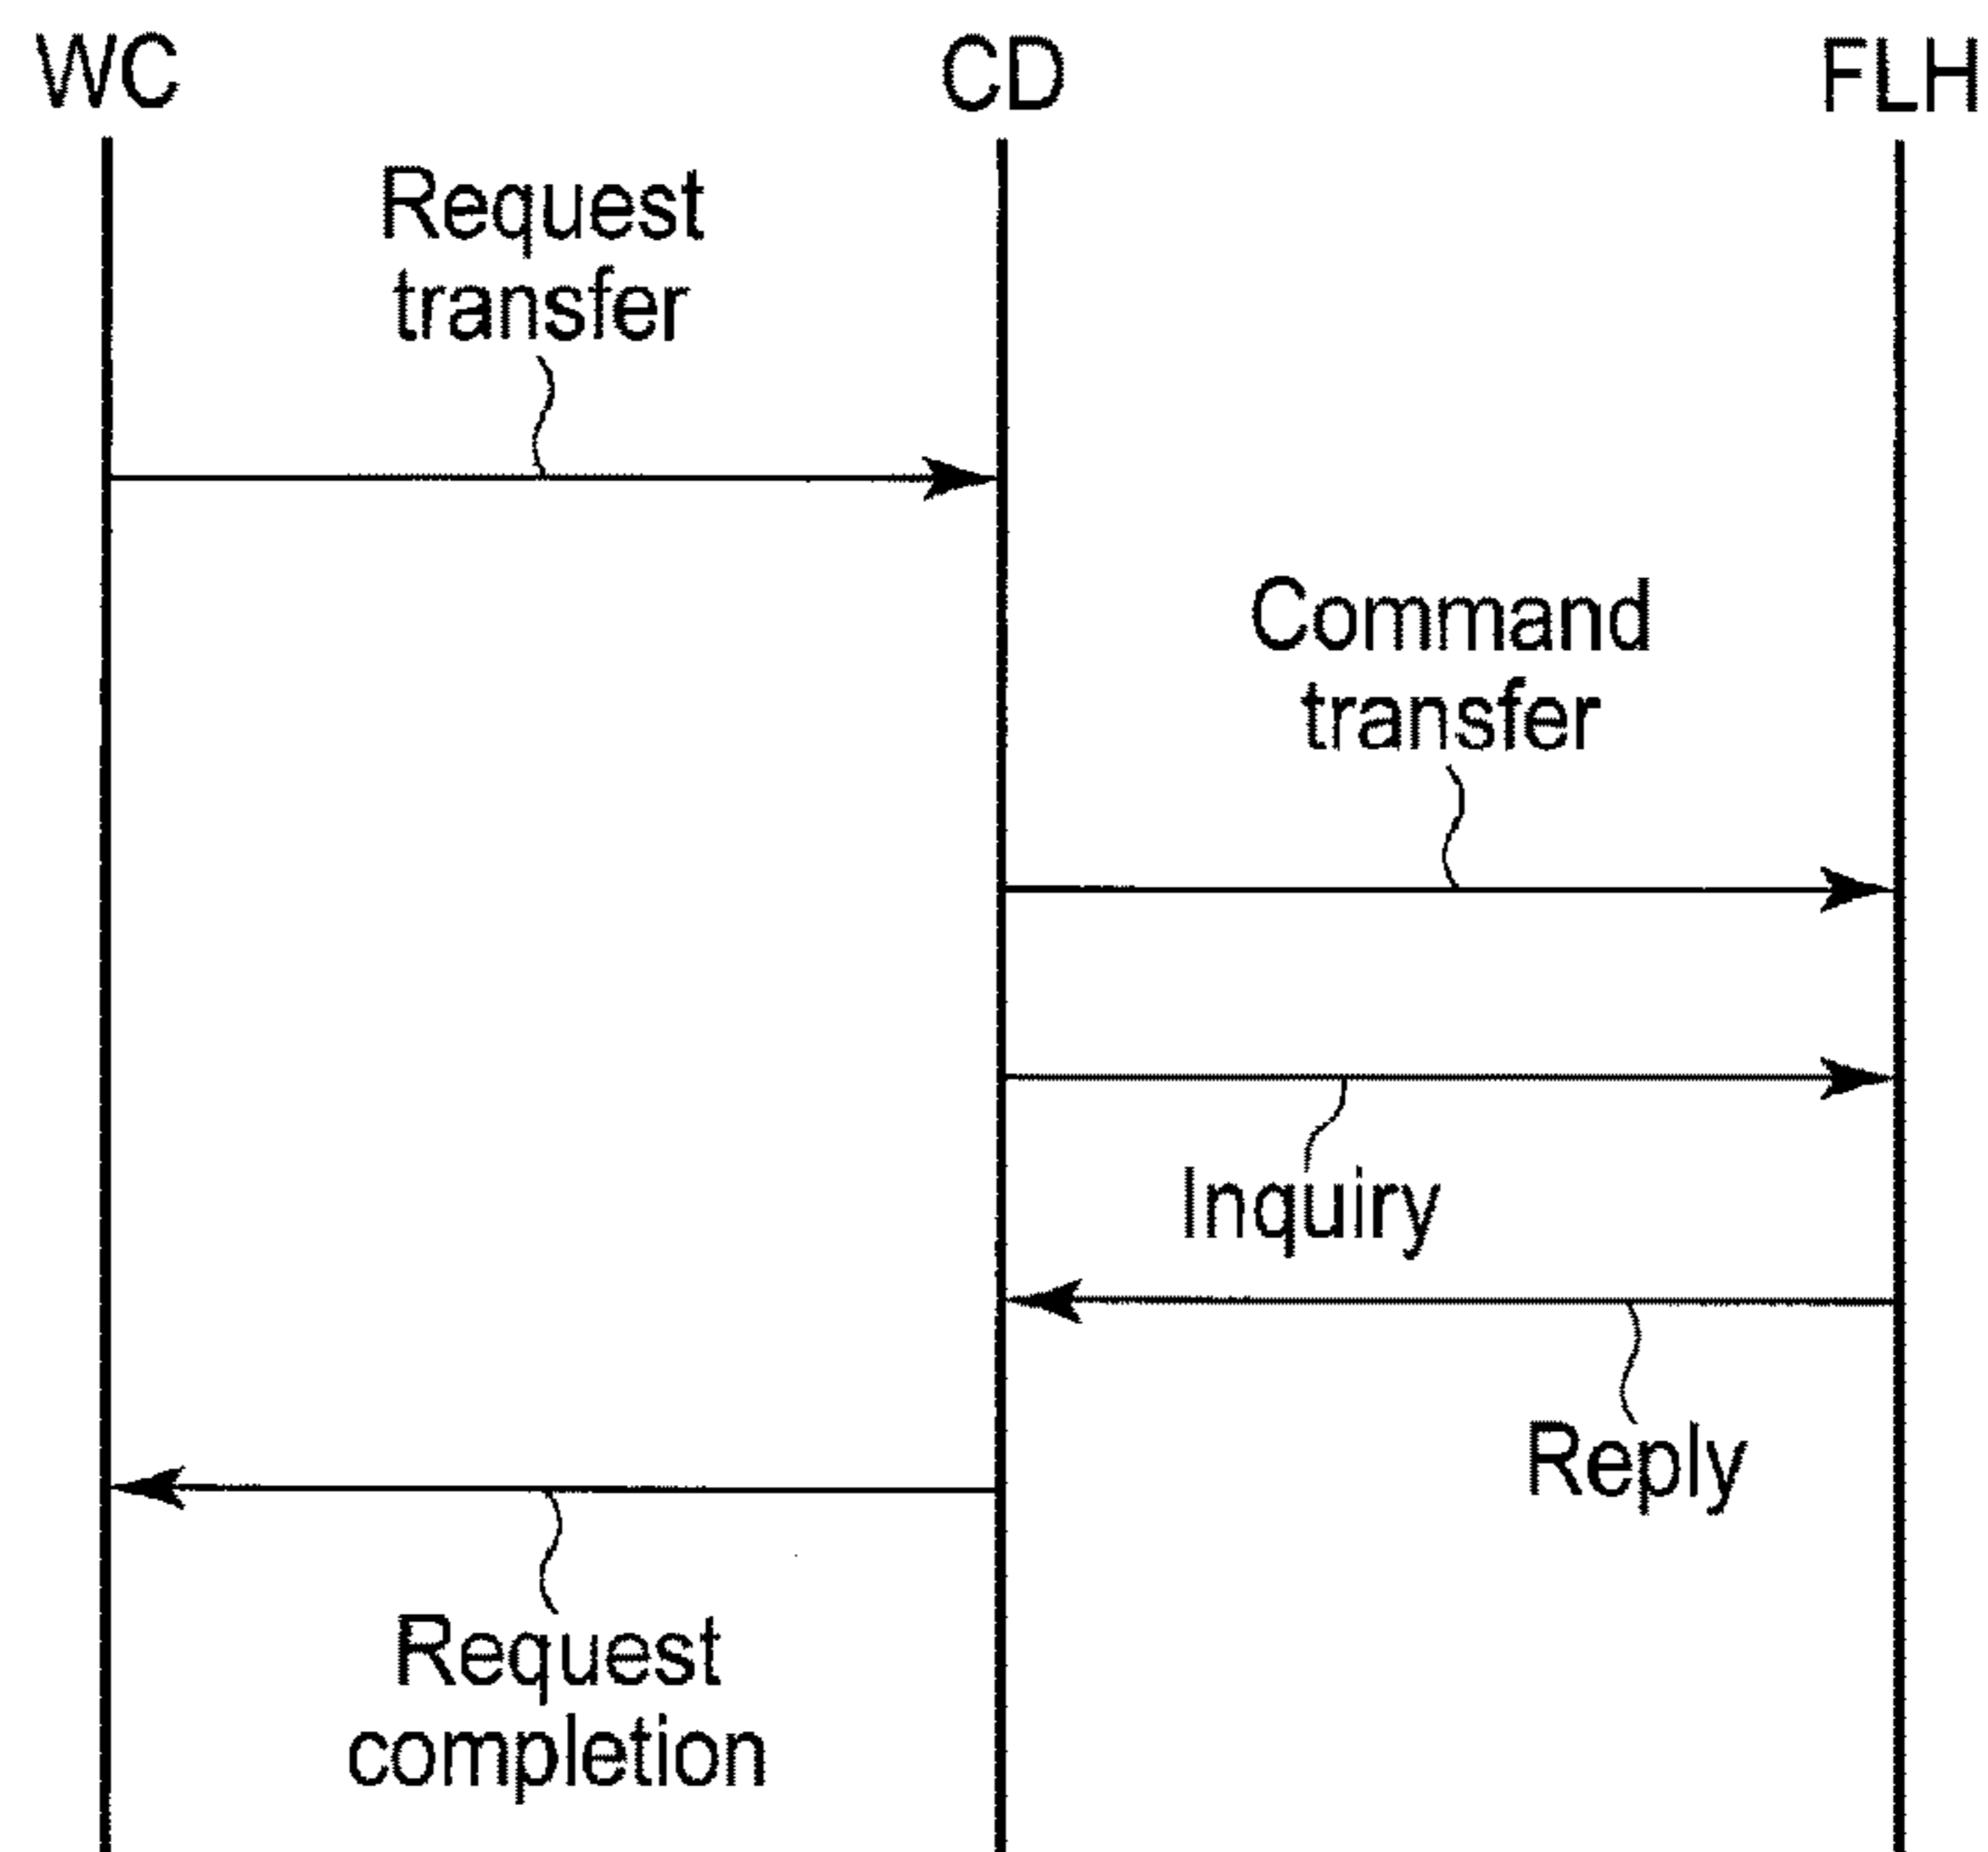 WC CD FLH
Request
transfer
Command
transfer
Inquiry
Reply
Request
completion